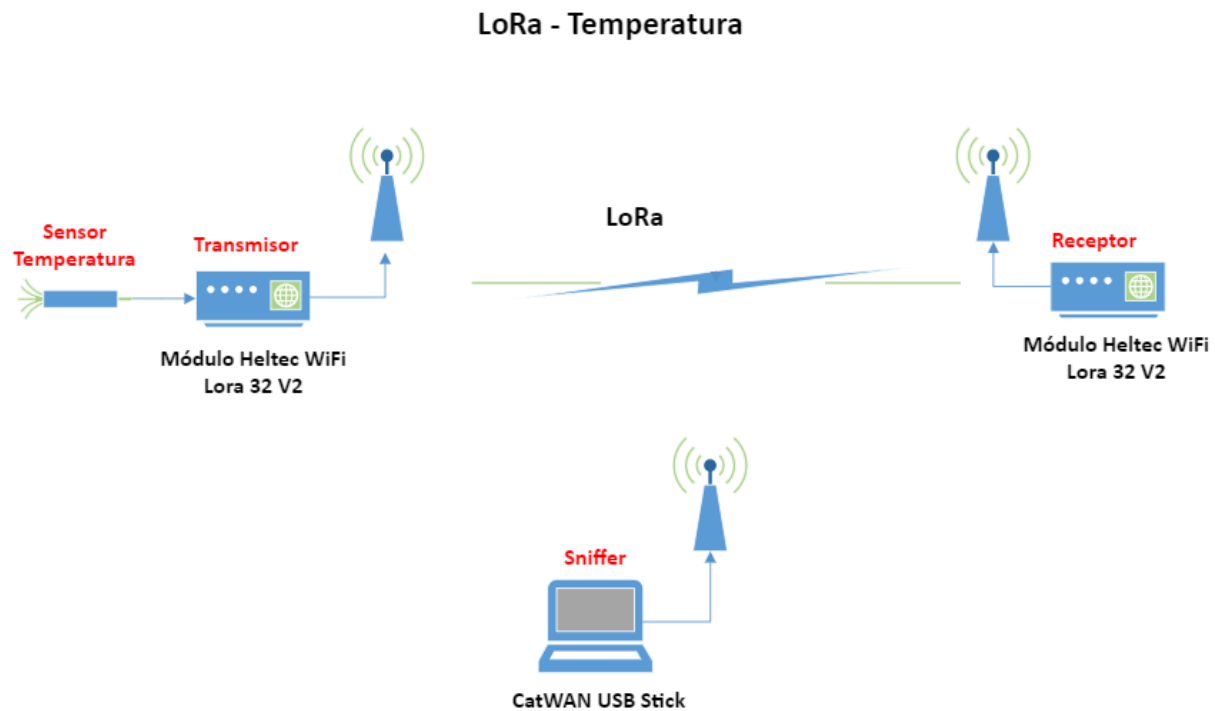 LoRa - Temperatura
Sensor
Temperatura
Transmisor
LoRa
Receptor
Módulo Heltec WiFi
Lora 32 V2
Módulo Heltec WiFi
Lora 32 V2
Sniffer
CatWAN USB Stick